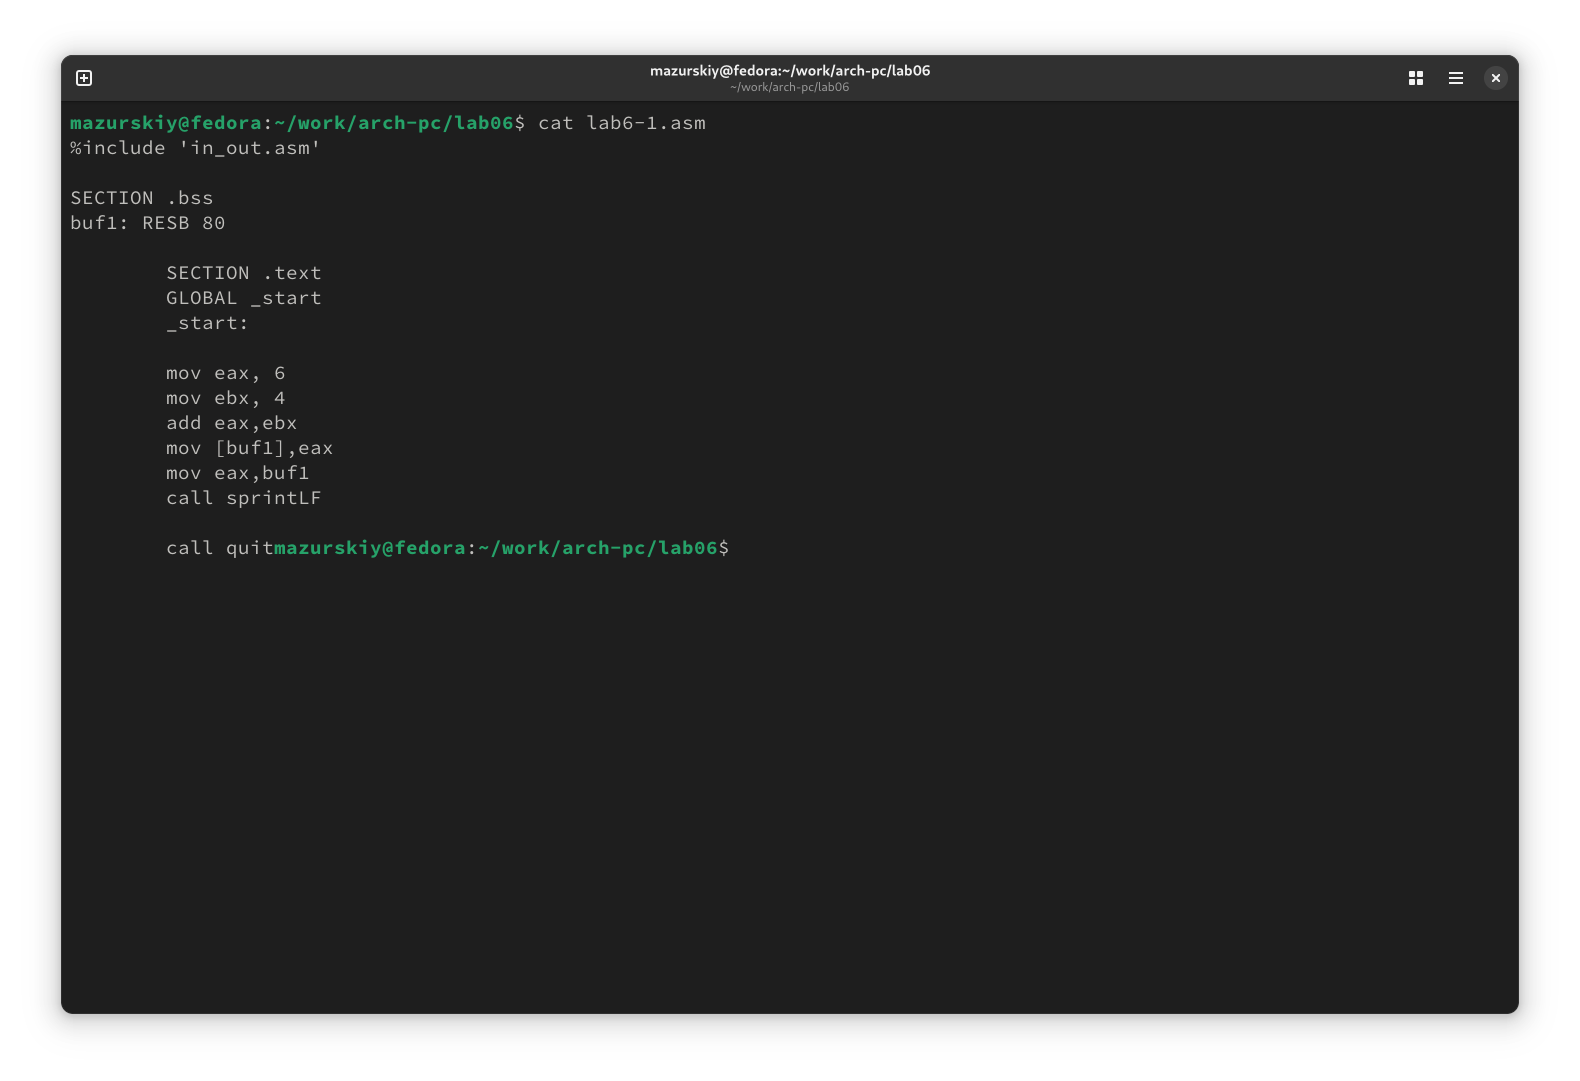 mazurskiy@fedora:~/work/arch-pc/lab06
~/work/arch-pc/lab06
mazurskiy@fedora:~/work/arch-pc/lab06$ cat lab6-1.asm
%include 'in_out.asm'
SECTION .bss
buf1: RESB 80
SECTION .text
GLOBAL _start
_start:
mov eax, 6
mov ebx, 4
add eax,ebx
mov [buf1],eax
mov eax,buf1
call sprintLF
call quitmazurskiy@fedora:~/work/arch-pc/lab06$